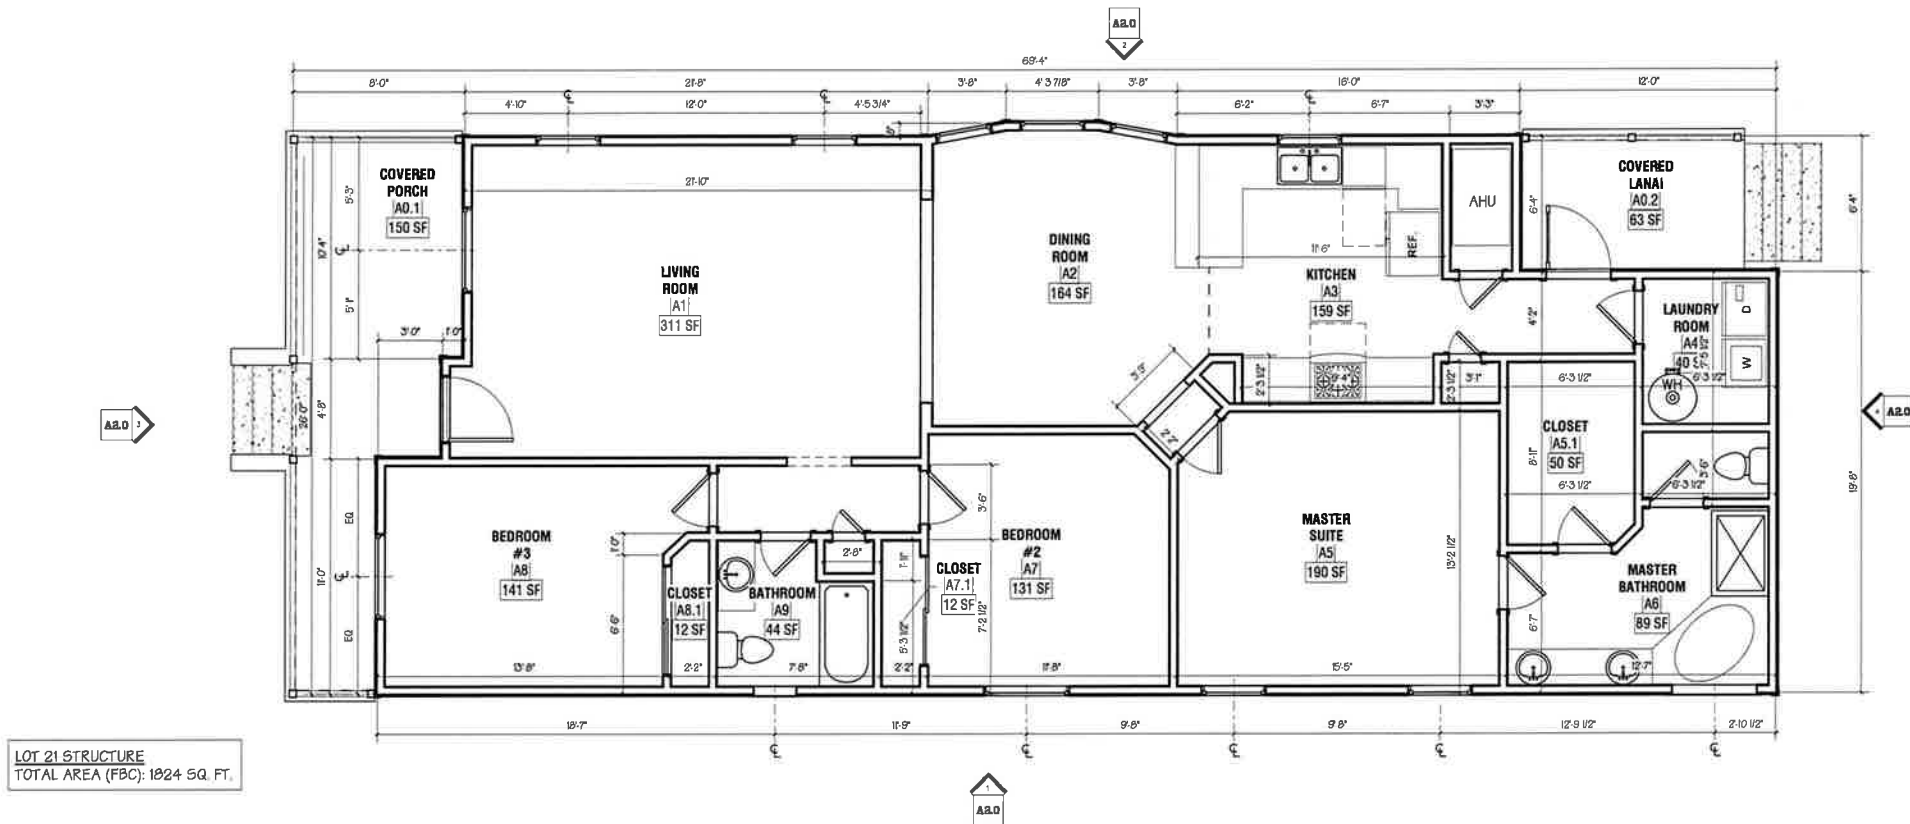 A2.0
2
69'-4"
8'-0"
21'-8"
3'-8"
4' 3 7/8"
3'-8"
16'-0"
12'-0"
4'-10"
12'-0"
4'-5 3/4"
6'-2"
6'-7"
3'-3"
COVERED
PORCH
A0.1
150 SF
5'-3"
10'-4"
5'-1"
3'-0"
1'-0"
4'-8"
26'-0"
21'-10"
LIVING
ROOM
A1
311 SF
DINING
ROOM
A2
164 SF
11'-6"
KITCHEN
A3
159 SF
REF.
AHU
COVERED
LANAI
A0.2
63 SF
6'-4"
6'-4"
4'-2"
LAUNDRY
ROOM
A4
D
W
WH
6'-3 1/2"
3'-9"
2'-3 1/2"
9'-4"
3'-1"
6'-3 1/2"
2'-2"
CLOSET
A5.1
50 SF
8'-11"
6'-3 1/2"
3'-6"
6'-3 1/2"
19'-8"
A2.0
3
A2.0
EQ
11'-0"
EQ
BEDROOM
#3
A8
141 SF
13'-8"
1'-0"
6'-6"
CLOSET
A8.1
12 SF
2'-2"
BATHROOM
A9
44 SF
7'-8"
2'-8"
1'-11"
5'-3 1/2"
2'-2"
CLOSET
A7.1
12 SF
3'-6"
7'-2 1/2"
BEDROOM
#2
A7
131 SF
11'-8"
MASTER
SUITE
A5
190 SF
13'-2 1/2"
15'-5"
MASTER
BATHROOM
A6
89 SF
6'-7"
12'-7"
18'-7"
11'-9"
9'-8"
9'-8"
12'-9 1/2"
2'-10 1/2"
LOT 21 STRUCTURE
TOTAL AREA (FBC): 1824 SQ. FT.
1
A2.0